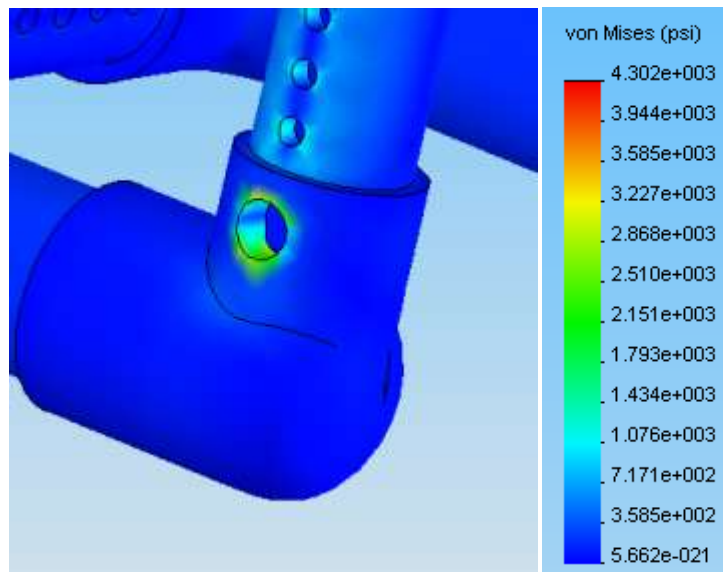 von Mises (psi)
4.302e+003
3.944e+003
3.585e+003
3.227e+003
2.868e+003
2.510e+003
2.151e+003
1.793e+003
1.434e+003
1.076e+003
7.171e+002
3.585e+002
5.662e-021